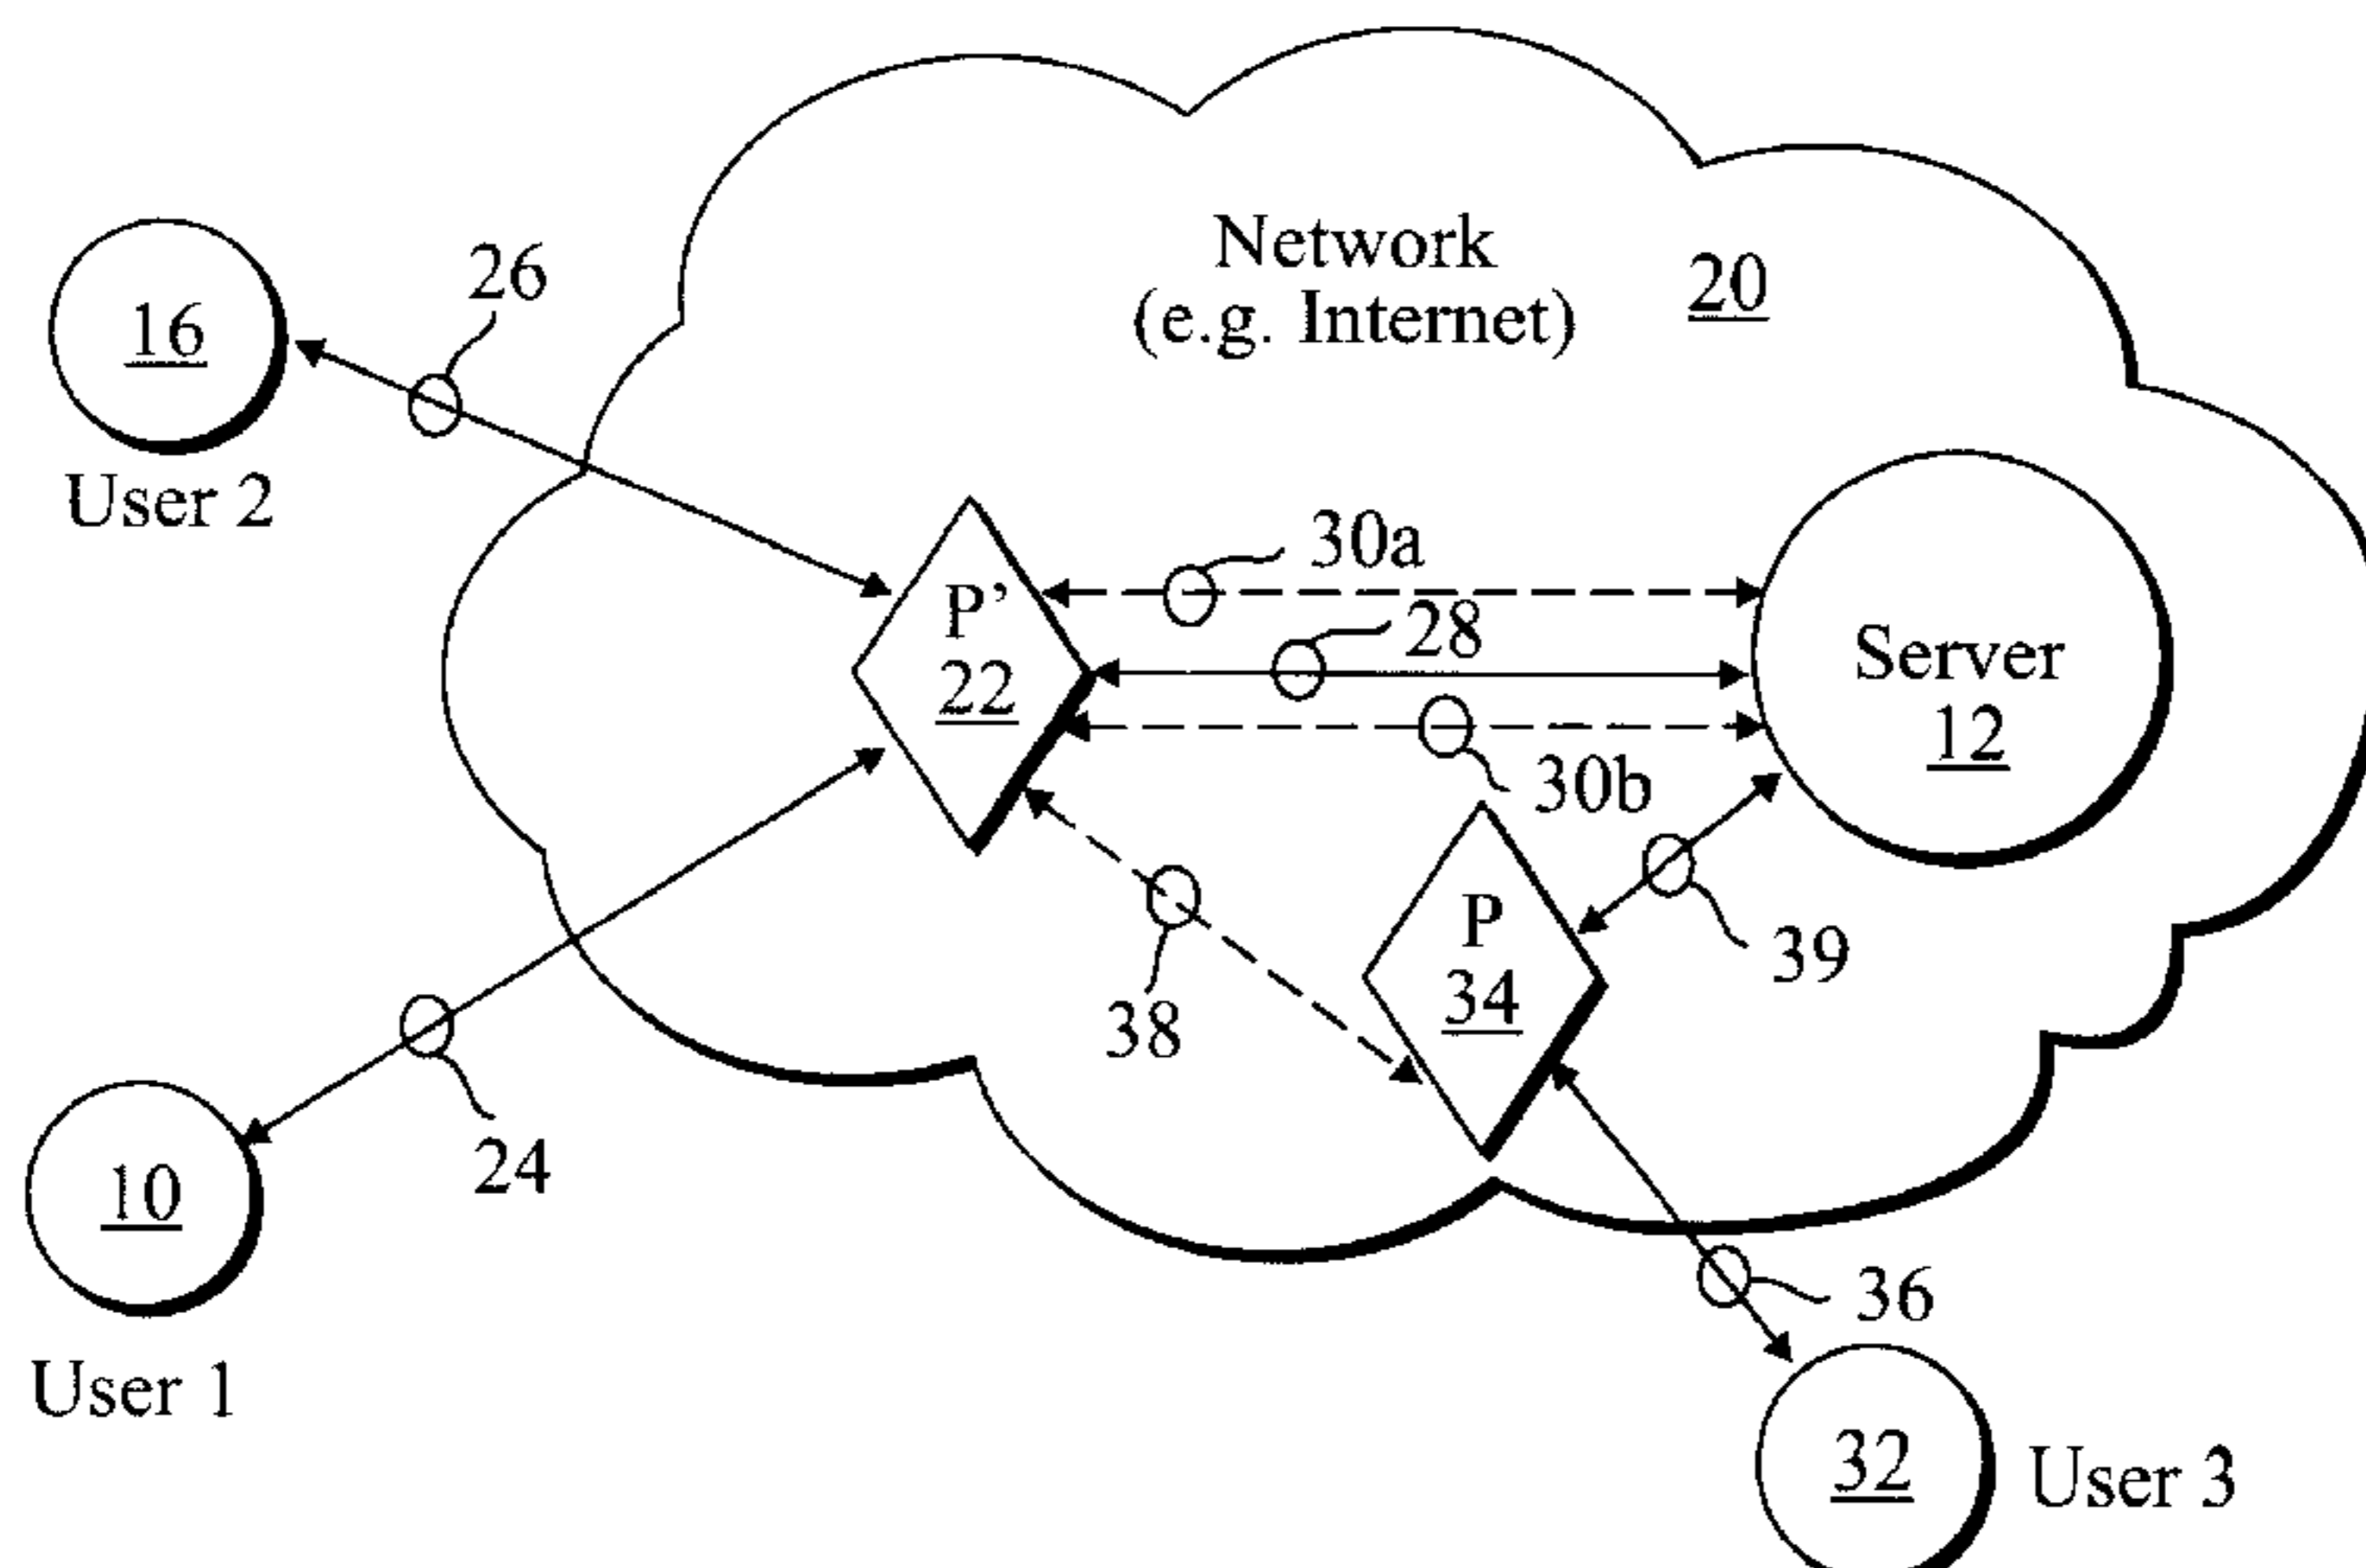 Network
(e.g. Internet)
20
16
26
User 2
30a
P’
22
28
Server
12
30b
P
34
39
38
24
10
User 1
36
32
User 3